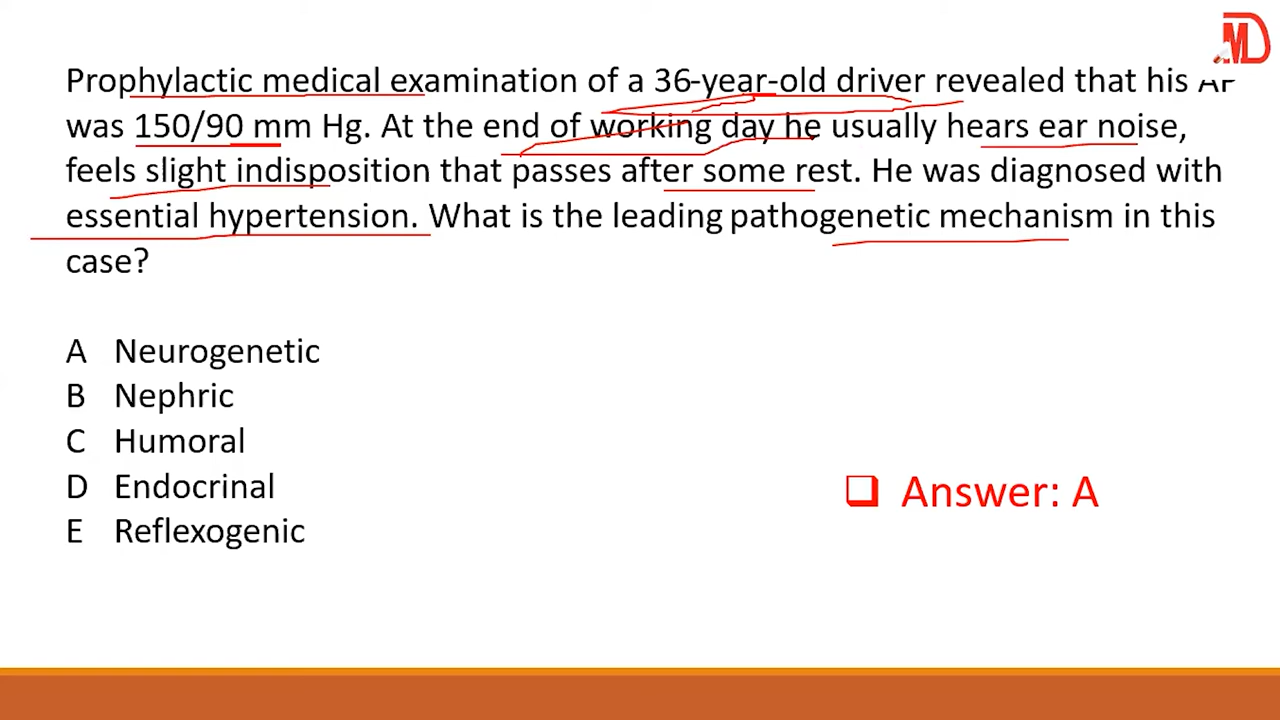 MD
Prophylactic medical examination of a 36-year-old driver revealed that his AP
was 150/90 mm Hg. At the end of working day he usually hears ear noise,
feels slight indisposition that passes after some rest. He was diagnosed with
essential hypertension. What is the leading pathogenetic mechanism in this
case?
A Neurogenetic
B Nephric
C Humoral
D Endocrinal
E Reflexogenic
❑ Answer: A